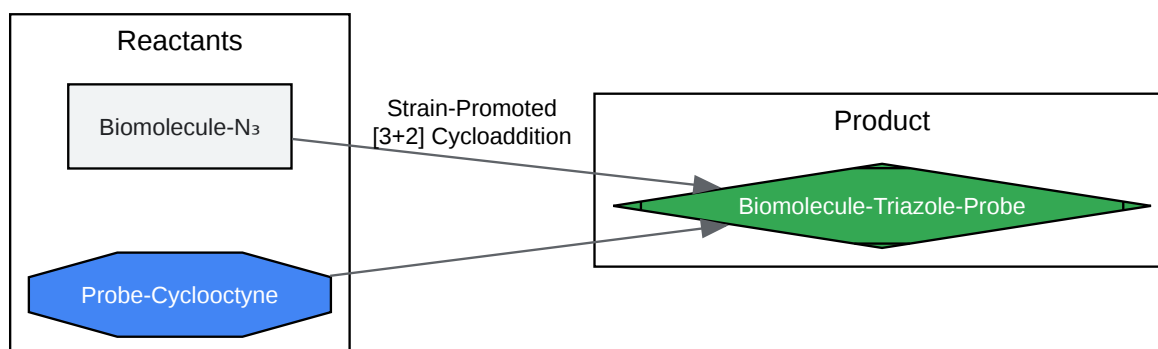 Reactants
Biomolecule-N₃
Probe-Cyclooctyne
Strain-Promoted
[3+2] Cycloaddition
Product
Biomolecule-Triazole-Probe